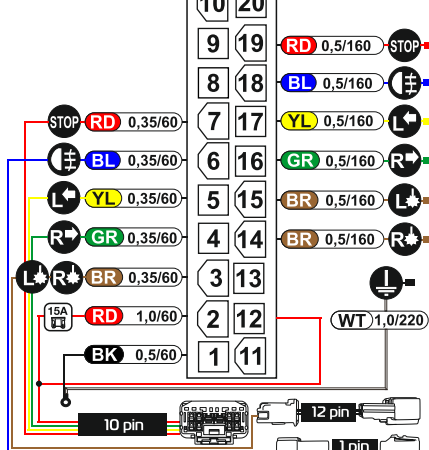 10 20
9 19 RD 0,5/160 STOP
8 18 BL 0,5/160
STOP RD 0,35/60 7 17 YL 0,5/160 L
BL 0,35/60 6 16 GR 0,5/160 R
L YL 0,35/60 5 15 BR 0,5/160 L
R GR 0,35/60 4 14 BR 0,5/160 R
L R BR 0,35/60 3 13
15A RD 1,0/60 2 12 WT 1,0/220
BK 0,5/60 1 11
10 pin 12 pin
1 pin